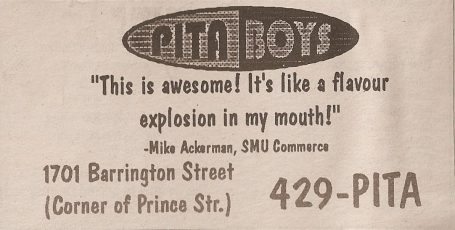 PITA BOYS
"This is awesome! It's like a flavour
explosion in my mouth!"
-Mike Ackerman, SMU Commerce
1701 Barrington Street
(Corner of Prince Str.)
429-PITA